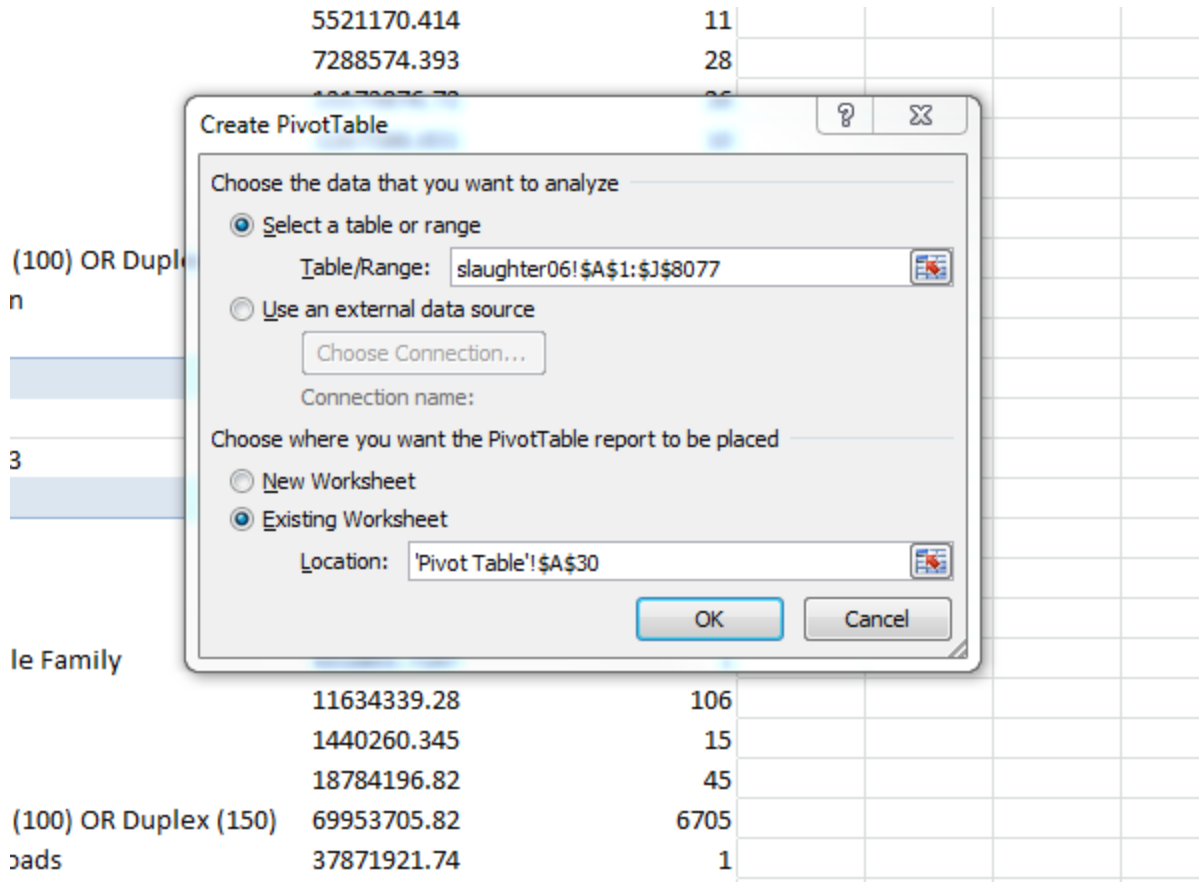 5521170.414 11
7288574.393 28
Create PivotTable
Choose the data that you want to analyze
Select a table or range
(100) OR Duple
Table/Range: slaughter06!$A$1:$J$8077
n
Use an external data source
Choose Connection...
Connection name:
Choose where you want the PivotTable report to be placed
3
New Worksheet
Existing Worksheet
Location: 'Pivot Table'!$A$30
OK Cancel
le Family
11634339.28 106
1440260.345 15
18784196.82 45
(100) OR Duplex (150) 69953705.82 6705
oads 37871921.74 1